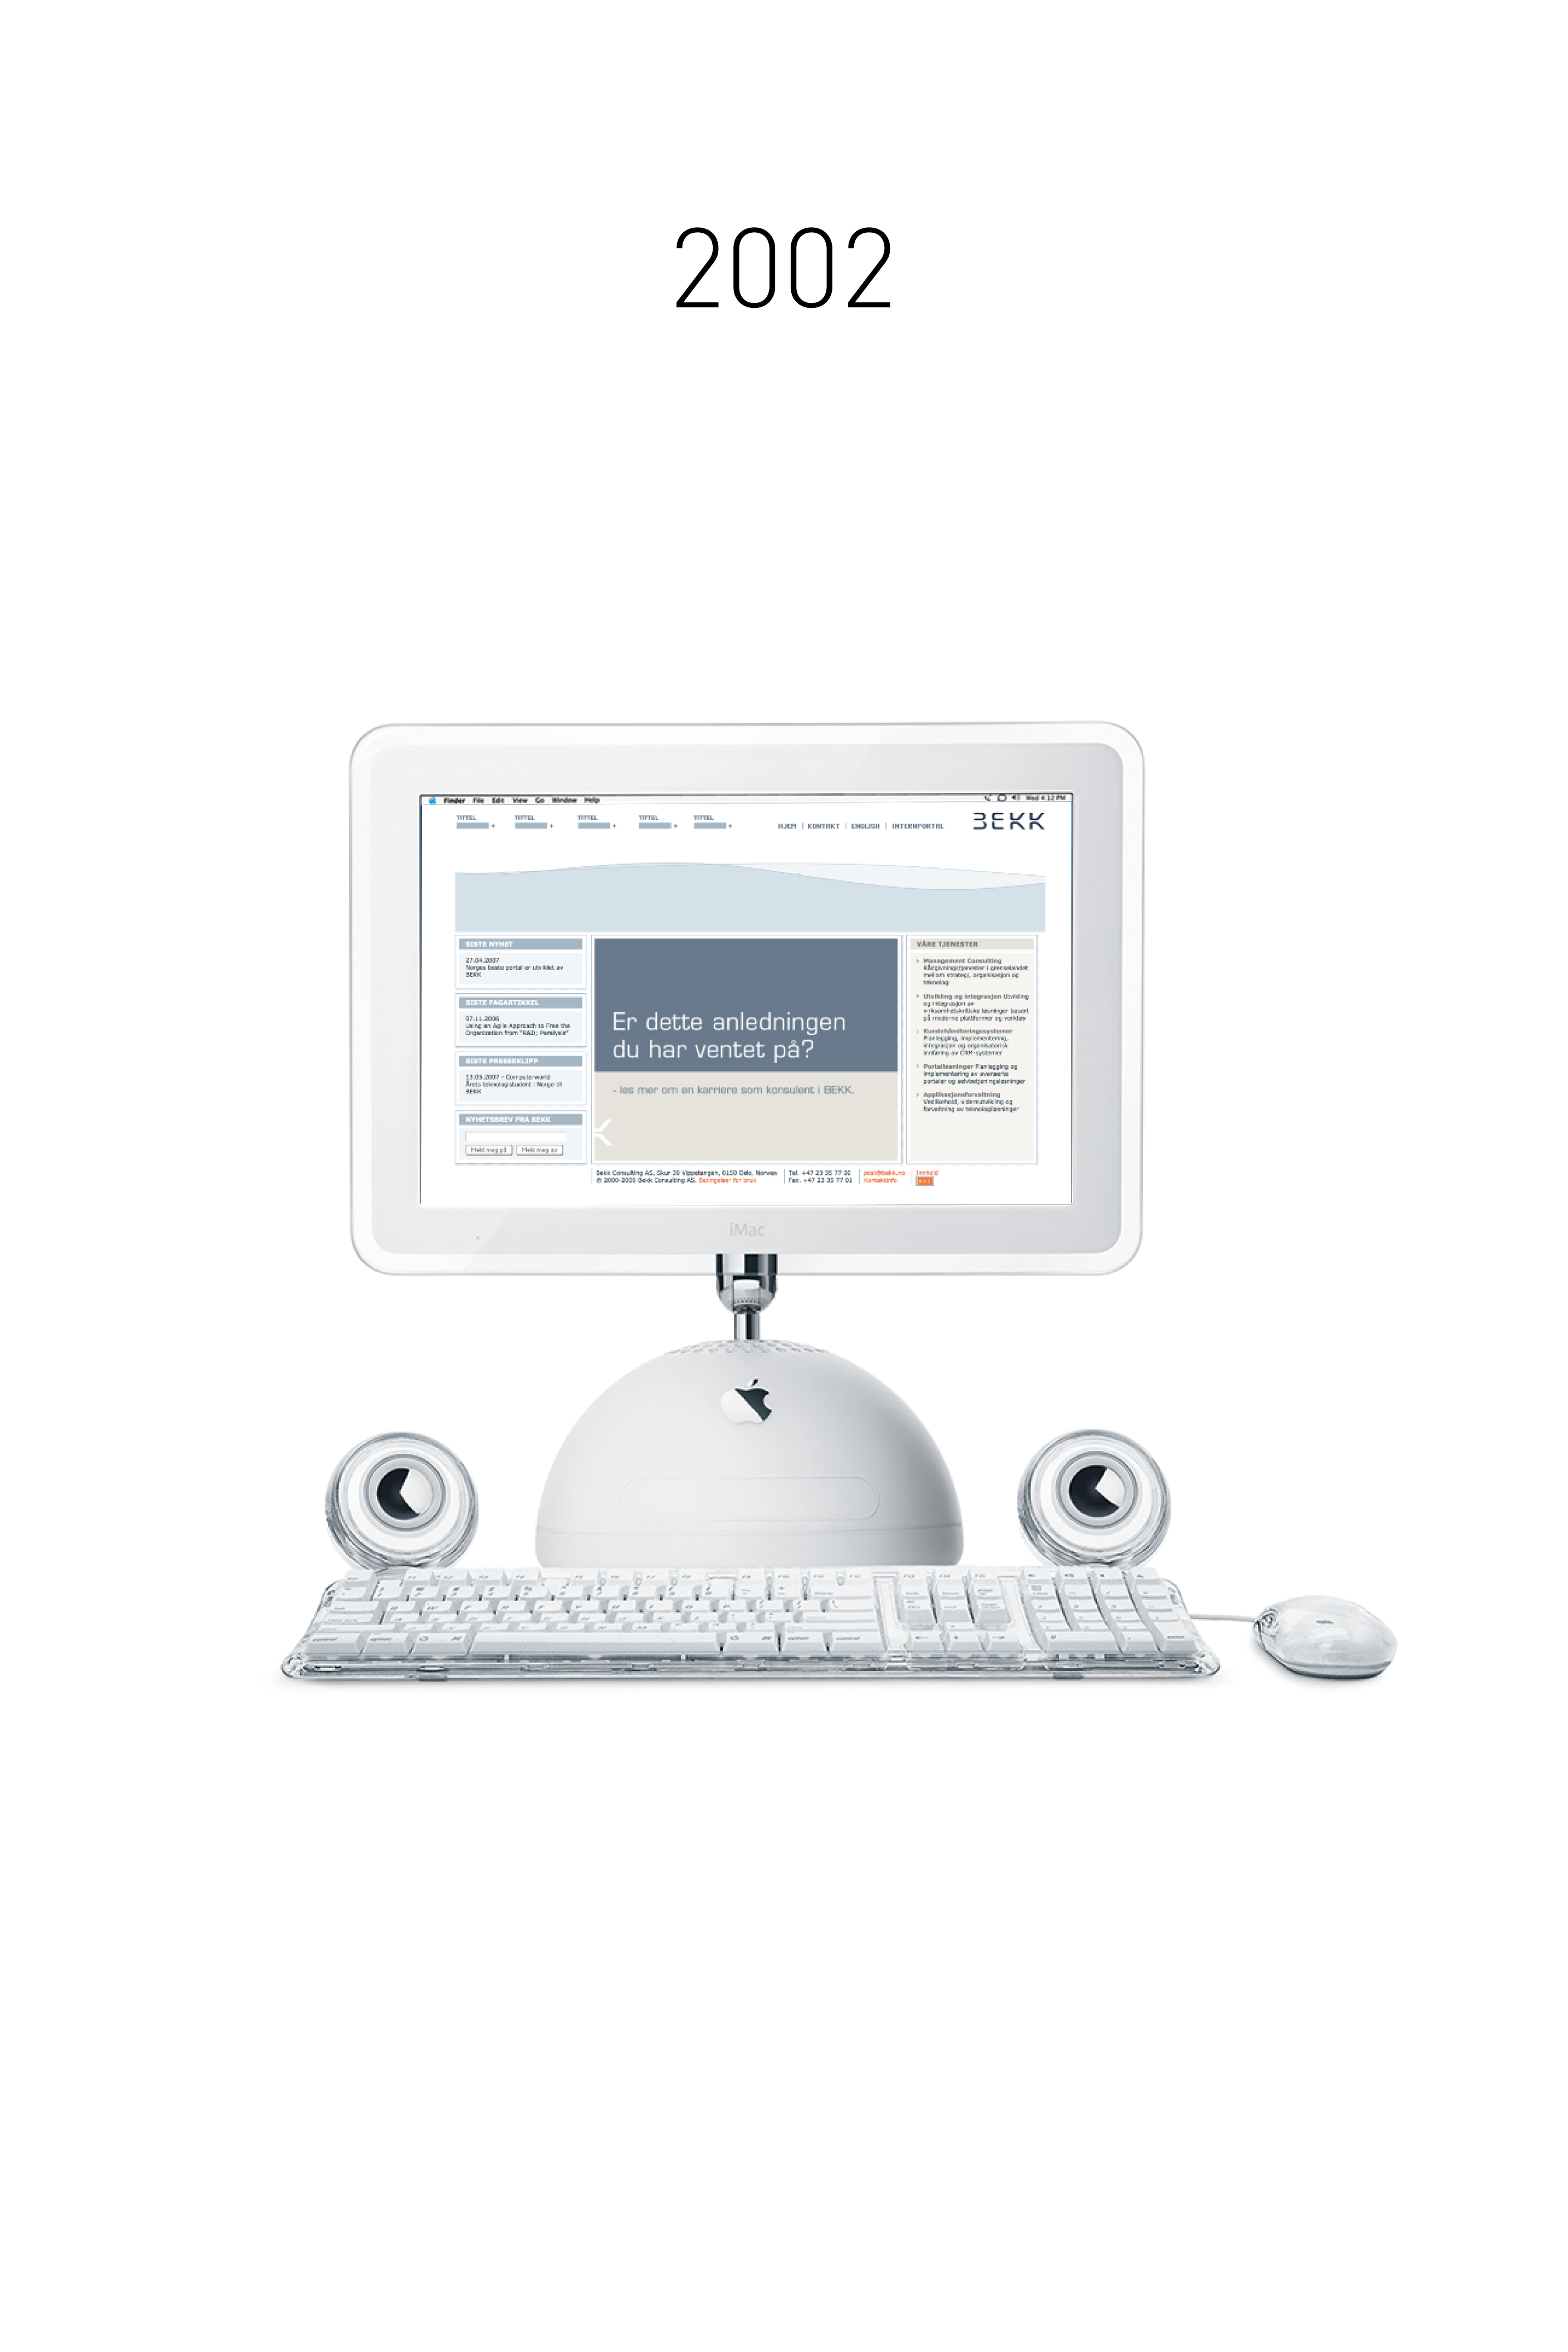 2002
Finder File Edit View Go Window Help
Wed 4:12 PM
TITTEL TITTEL TITTEL TITTEL TITTEL
HJEM | KONTAKT | ENGLISH | INTERNPORTAL
BEKK
SISTE NYHET
27.04.2007
Norges beste portal er utviklet av
BEKK
SISTE FAGARTIKKEL
07.11.2006
Using an Agile Approach to Free the
Organization from "R&D; Paralysis"
SISTE PRESSEKLIPP
13.05.2007 - Computerworld
Årets teknologistudent i Norge til
BEKK
NYHETSBREV FRA BEKK
Meld meg på Meld meg av
Er dette anledningen
du har ventet på?
- les mer om en karriere som konsulent i BEKK.
VÅRE TJENESTER
Management Consulting
Rådgivningstjenester i grenselandet
mellom strategi, organisasjon og
teknologi
Utvikling og integrasjon Utvikling
og integrasjon av
virksomhetskritiske løsninger basert
på moderne plattformer og verktøy
Kundehåndteringssystemer
Planlegging, implementering,
integrasjon og organisatorisk
innføring av CRM-systemer
Portalløsninger Planlegging og
implementering av avanserte
portaler og selvbetjeningsløsninger
Applikasjonsforvaltning
Vedlikehold, videreutvikling og
forvaltning av teknologiløsninger
Bekk Consulting AS, Skur 39 Vippetangen, 0150 Oslo, Norway
© 2000-2006 Bekk Consulting AS. Betingelser for bruk
Tel. +47 23 35 77 00
Fax. +47 23 35 77 01
post@bekk.no
Kontaktinfo
Innhold
iMac